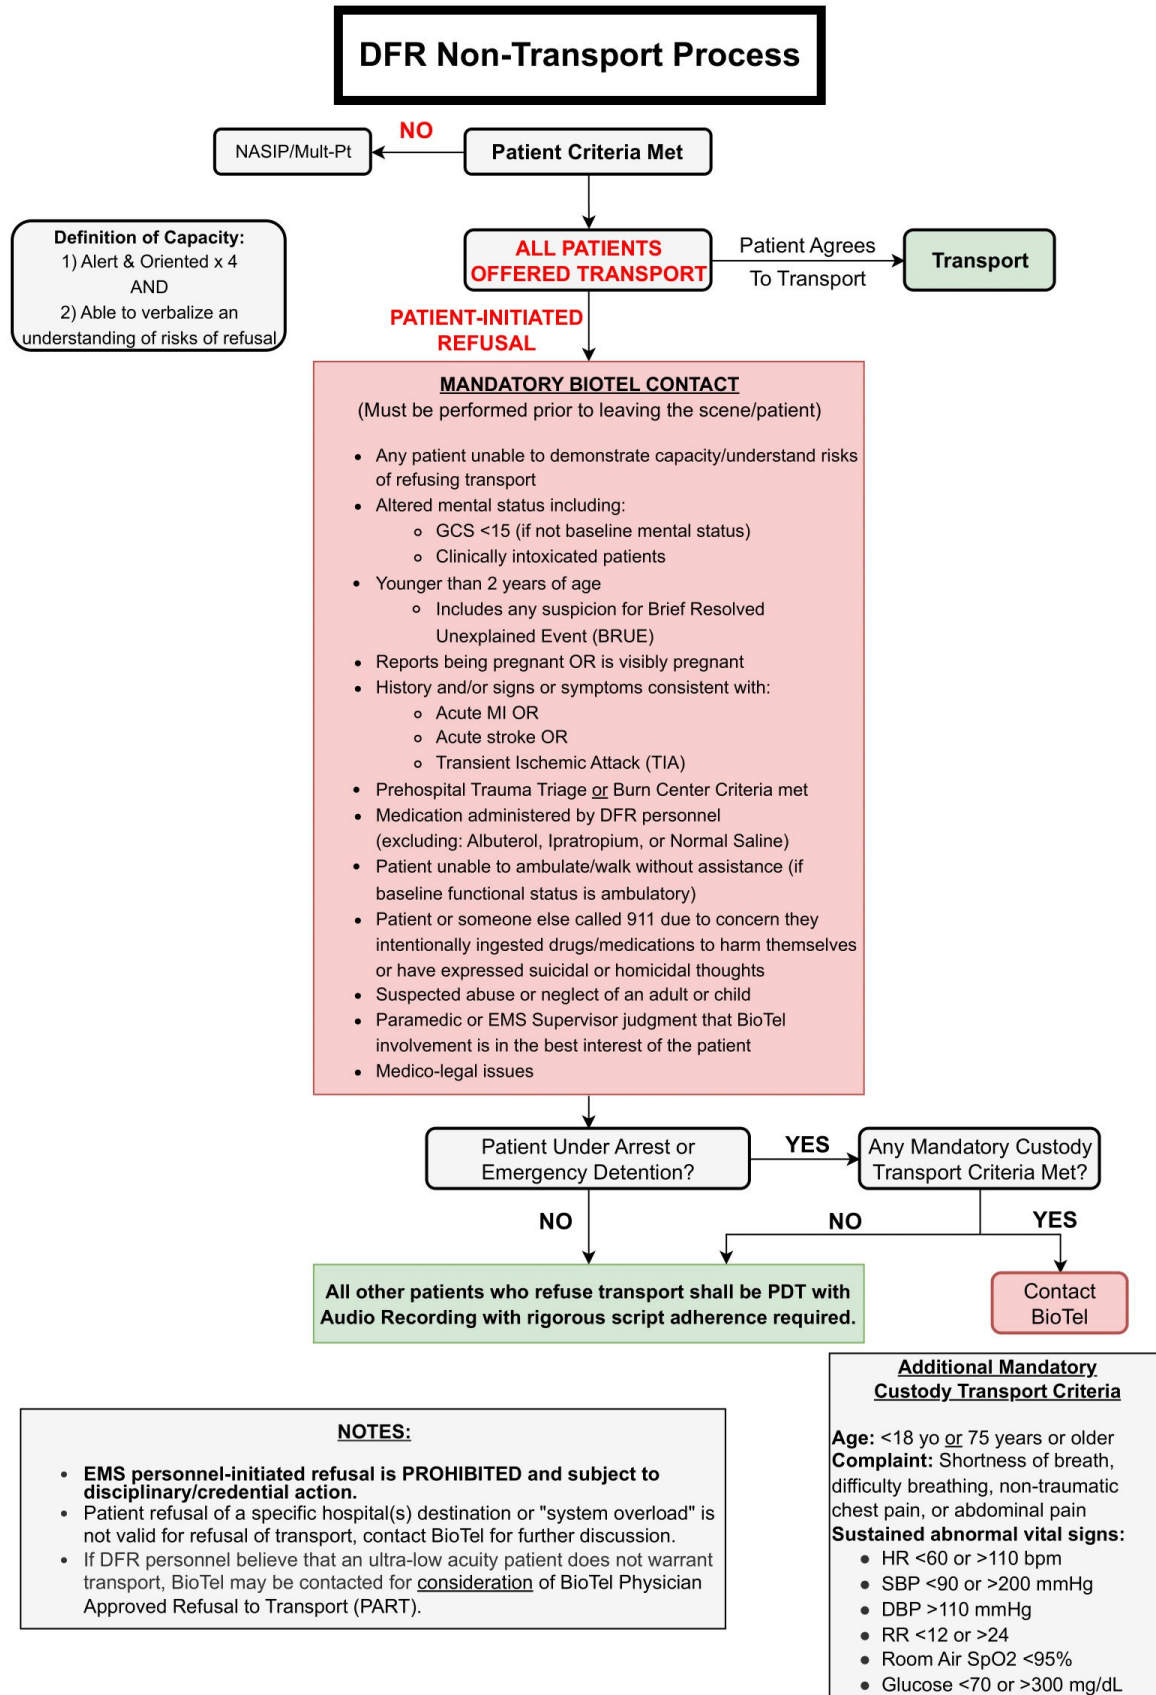 DFR Non-Transport Process
NO
NASIP/Mult-Pt
Patient Criteria Met
Definition of Capacity:
1) Alert & Oriented x 4
AND
2) Able to verbalize an
understanding of risks of refusal
ALL PATIENTS
OFFERED TRANSPORT
Patient Agrees
To Transport
Transport
PATIENT-INITIATED
REFUSAL
MANDATORY BIOTEL CONTACT
(Must be performed prior to leaving the scene/patient)
• Any patient unable to demonstrate capacity/understand risks
of refusing transport
• Altered mental status including:
o GCS <15 (if not baseline mental status)
o Clinically intoxicated patients
• Younger than 2 years of age
o Includes any suspicion for Brief Resolved
Unexplained Event (BRUE)
• Reports being pregnant OR is visibly pregnant
• History and/or signs or symptoms consistent with:
o Acute MI OR
o Acute stroke OR
o Transient Ischemic Attack (TIA)
• Prehospital Trauma Triage or Burn Center Criteria met
• Medication administered by DFR personnel
(excluding: Albuterol, Ipratropium, or Normal Saline)
• Patient unable to ambulate/walk without assistance (if
baseline functional status is ambulatory)
• Patient or someone else called 911 due to concern they
intentionally ingested drugs/medications to harm themselves
or have expressed suicidal or homicidal thoughts
• Suspected abuse or neglect of an adult or child
• Paramedic or EMS Supervisor judgment that BioTel
involvement is in the best interest of the patient
• Medico-legal issues
Patient Under Arrest or
Emergency Detention?
YES
Any Mandatory Custody
Transport Criteria Met?
NO
NO
YES
All other patients who refuse transport shall be PDT with
Audio Recording with rigorous script adherence required.
Contact
BioTel
NOTES:
• EMS personnel-initiated refusal is PROHIBITED and subject to
disciplinary/credential action.
• Patient refusal of a specific hospital(s) destination or "system overload" is
not valid for refusal of transport, contact BioTel for further discussion.
• If DFR personnel believe that an ultra-low acuity patient does not warrant
transport, BioTel may be contacted for consideration of BioTel Physician
Approved Refusal to Transport (PART).
Additional Mandatory
Custody Transport Criteria
Age: <18 yo or 75 years or older
Complaint: Shortness of breath,
difficulty breathing, non-traumatic
chest pain, or abdominal pain
Sustained abnormal vital signs:
• HR <60 or >110 bpm
• SBP <90 or >200 mmHg
• DBP >110 mmHg
• RR <12 or >24
• Room Air SpO2 <95%
• Glucose <70 or >300 mg/dL